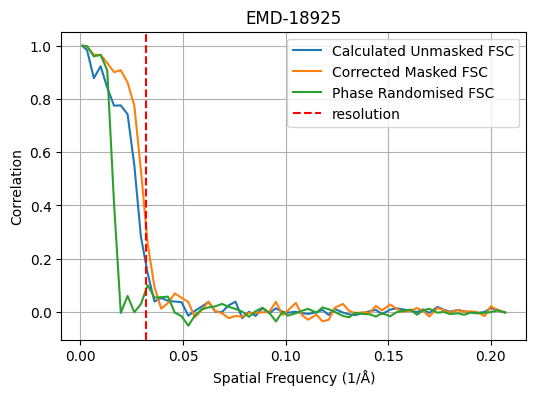 EMD-18925
Calculated Unmasked FSC
Corrected Masked FSC
Phase Randomised FSC
resolution
Correlation
1.0
0.8
0.6
0.4
0.2
0.0
0.00 0.05 0.10 0.15 0.20
Spatial Frequency (1/Å)